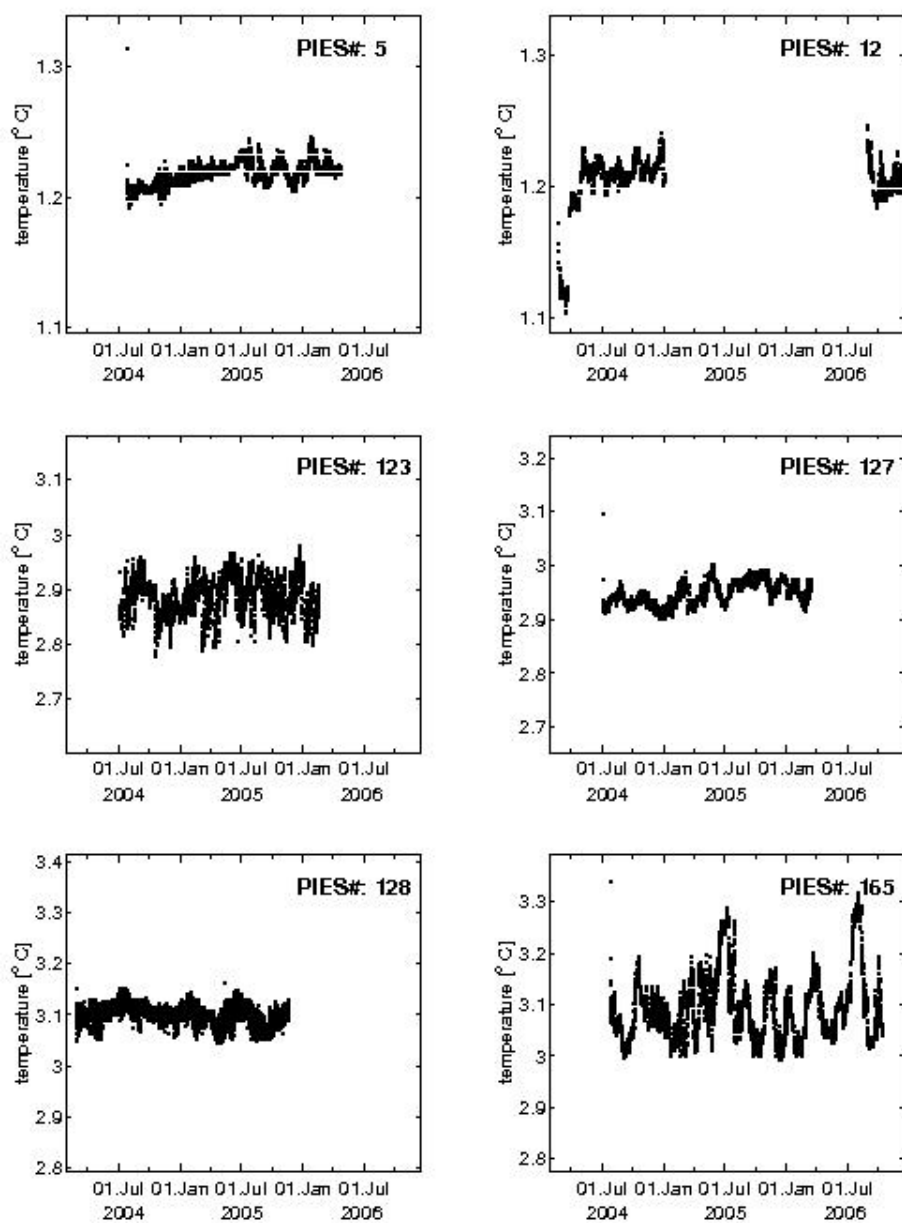 PIES#: 5
1.3
1.2
1.1
temperature [°C]
01.Jul 01.Jan 01.Jul 01.Jan 01.Jul
2004 2005 2006
PIES#: 12
1.3
1.2
1.1
temperature [°C]
01.Jul 01.Jan 01.Jul 01.Jan 01.Jul
2004 2005 2006
PIES#: 123
3.1
3
2.9
2.8
2.7
temperature [°C]
01.Jul 01.Jan 01.Jul 01.Jan 01.Jul
2004 2005 2006
PIES#: 127
3.2
3.1
3
2.9
2.8
2.7
temperature [°C]
01.Jul 01.Jan 01.Jul 01.Jan 01.Jul
2004 2005 2006
PIES#: 128
3.4
3.3
3.2
3.1
3
2.9
2.8
temperature [°C]
01.Jul 01.Jan 01.Jul 01.Jan 01.Jul
2004 2005 2006
PIES#: 165
3.3
3.2
3.1
3
2.9
2.8
temperature [°C]
01.Jul 01.Jan 01.Jul 01.Jan 01.Jul
2004 2005 2006